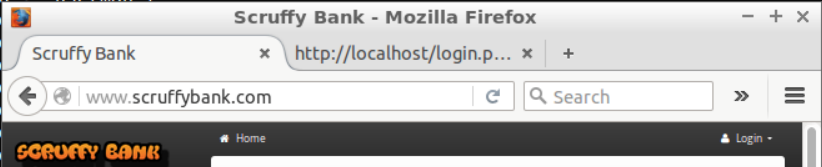 Scruffy Bank - Mozilla Firefox
Scruffy Bank
http://localhost/login.p...
www.scruffybank.com
Search
SCRUFFY BANK
Home
Login